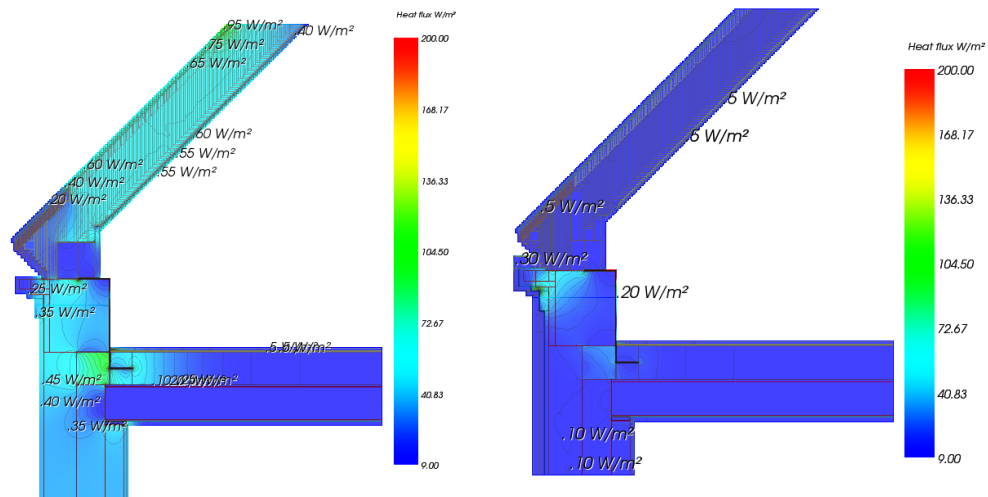 Heat flux W/m²
.95 W/m²
.40 W/m²
.75 W/m²
.65 W/m²
200.00
168.17
136.33
104.50
72.67
40.83
9.00
.60 W/m²
.55 W/m²
.55 W/m²
.60 W/m²
.40 W/m²
.20 W/m²
.25 W/m²
.35 W/m²
.45 W/m²
.40 W/m²
.35 W/m²
Heat flux W/m²
200.00
168.17
136.33
104.50
72.67
40.83
9.00
.5 W/m²
.5 W/m²
.5 W/m²
.30 W/m²
.20 W/m²
.10 W/m²
.10 W/m²